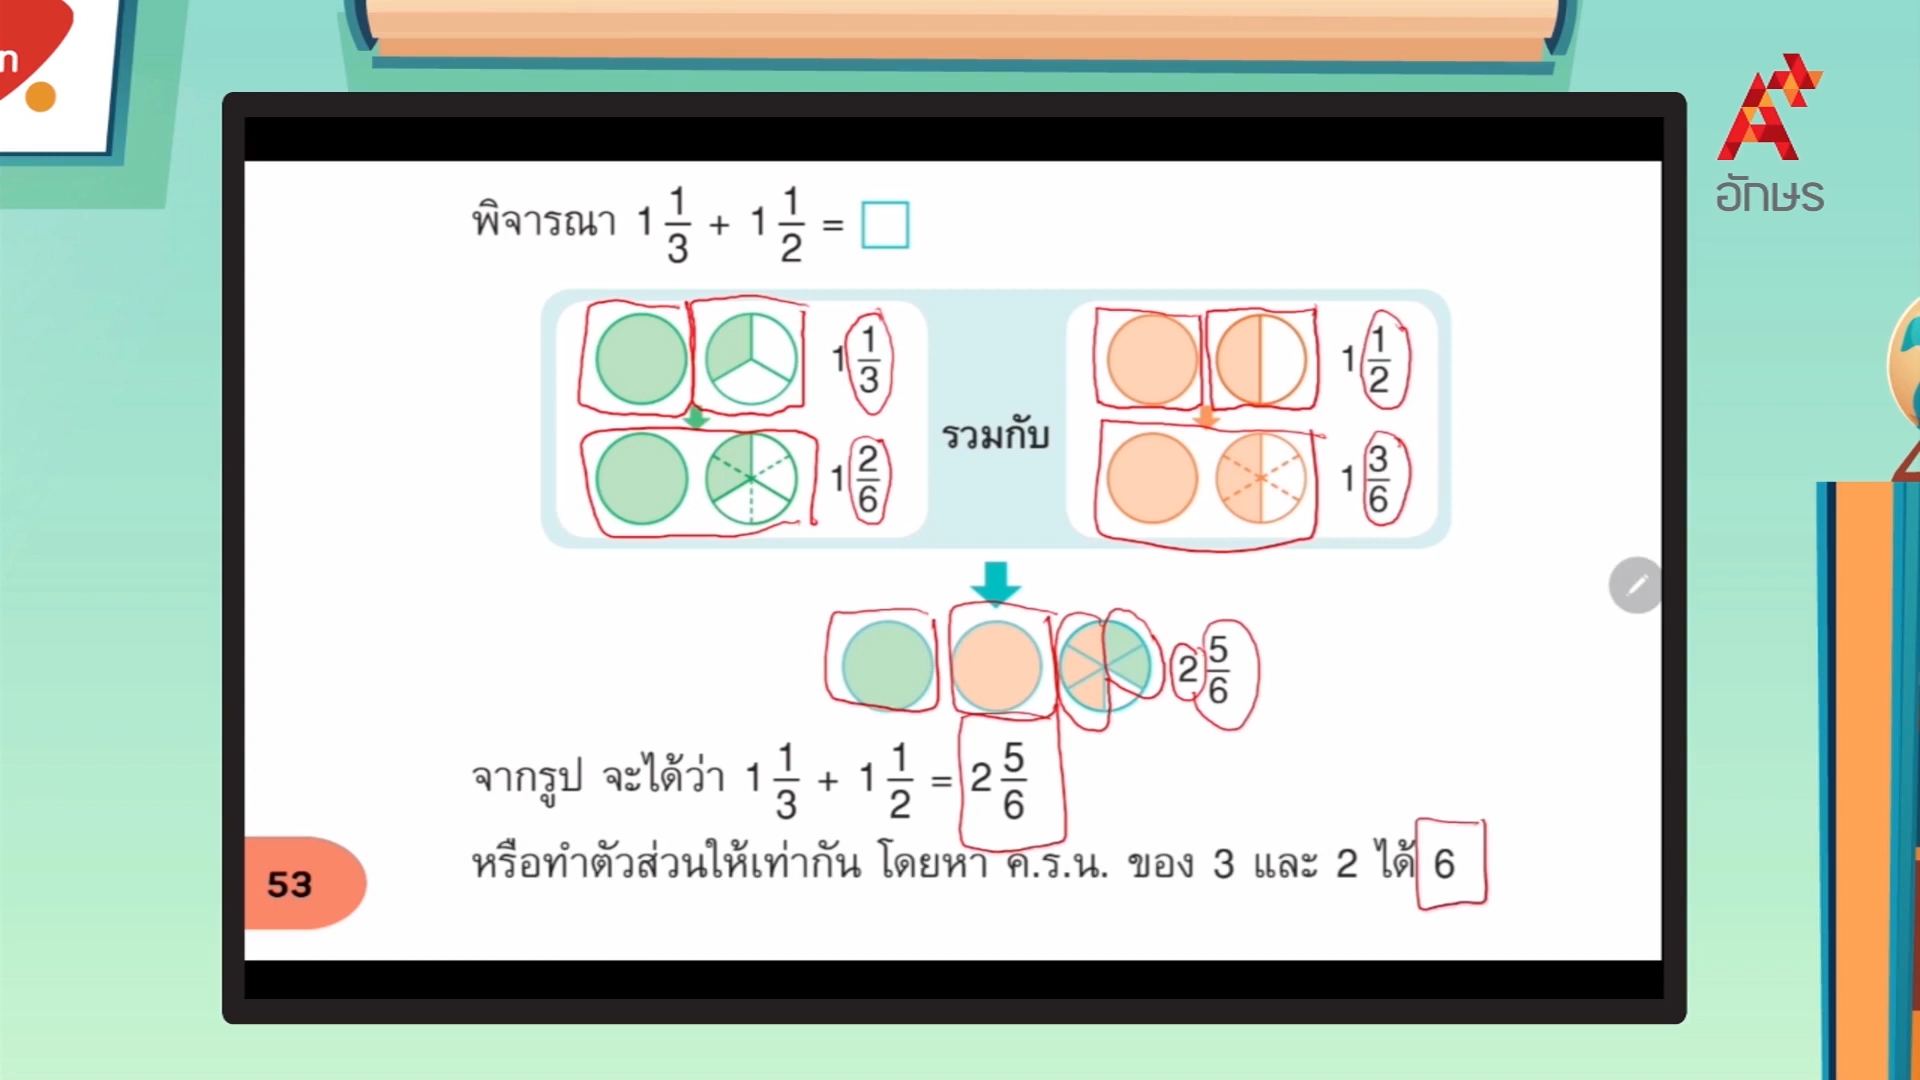 n
อักษร
พิจารณา 1 1/3 + 1 1/2 = □
1 1/3
1 1/2
รวมกับ
1 2/6
1 3/6
2 5/6
จากรูป จะได้ว่า 1 1/3 + 1 1/2 = 2 5/6
หรือทำตัวส่วนให้เท่ากัน โดยหา ค.ร.น. ของ 3 และ 2 ได้ 6
53